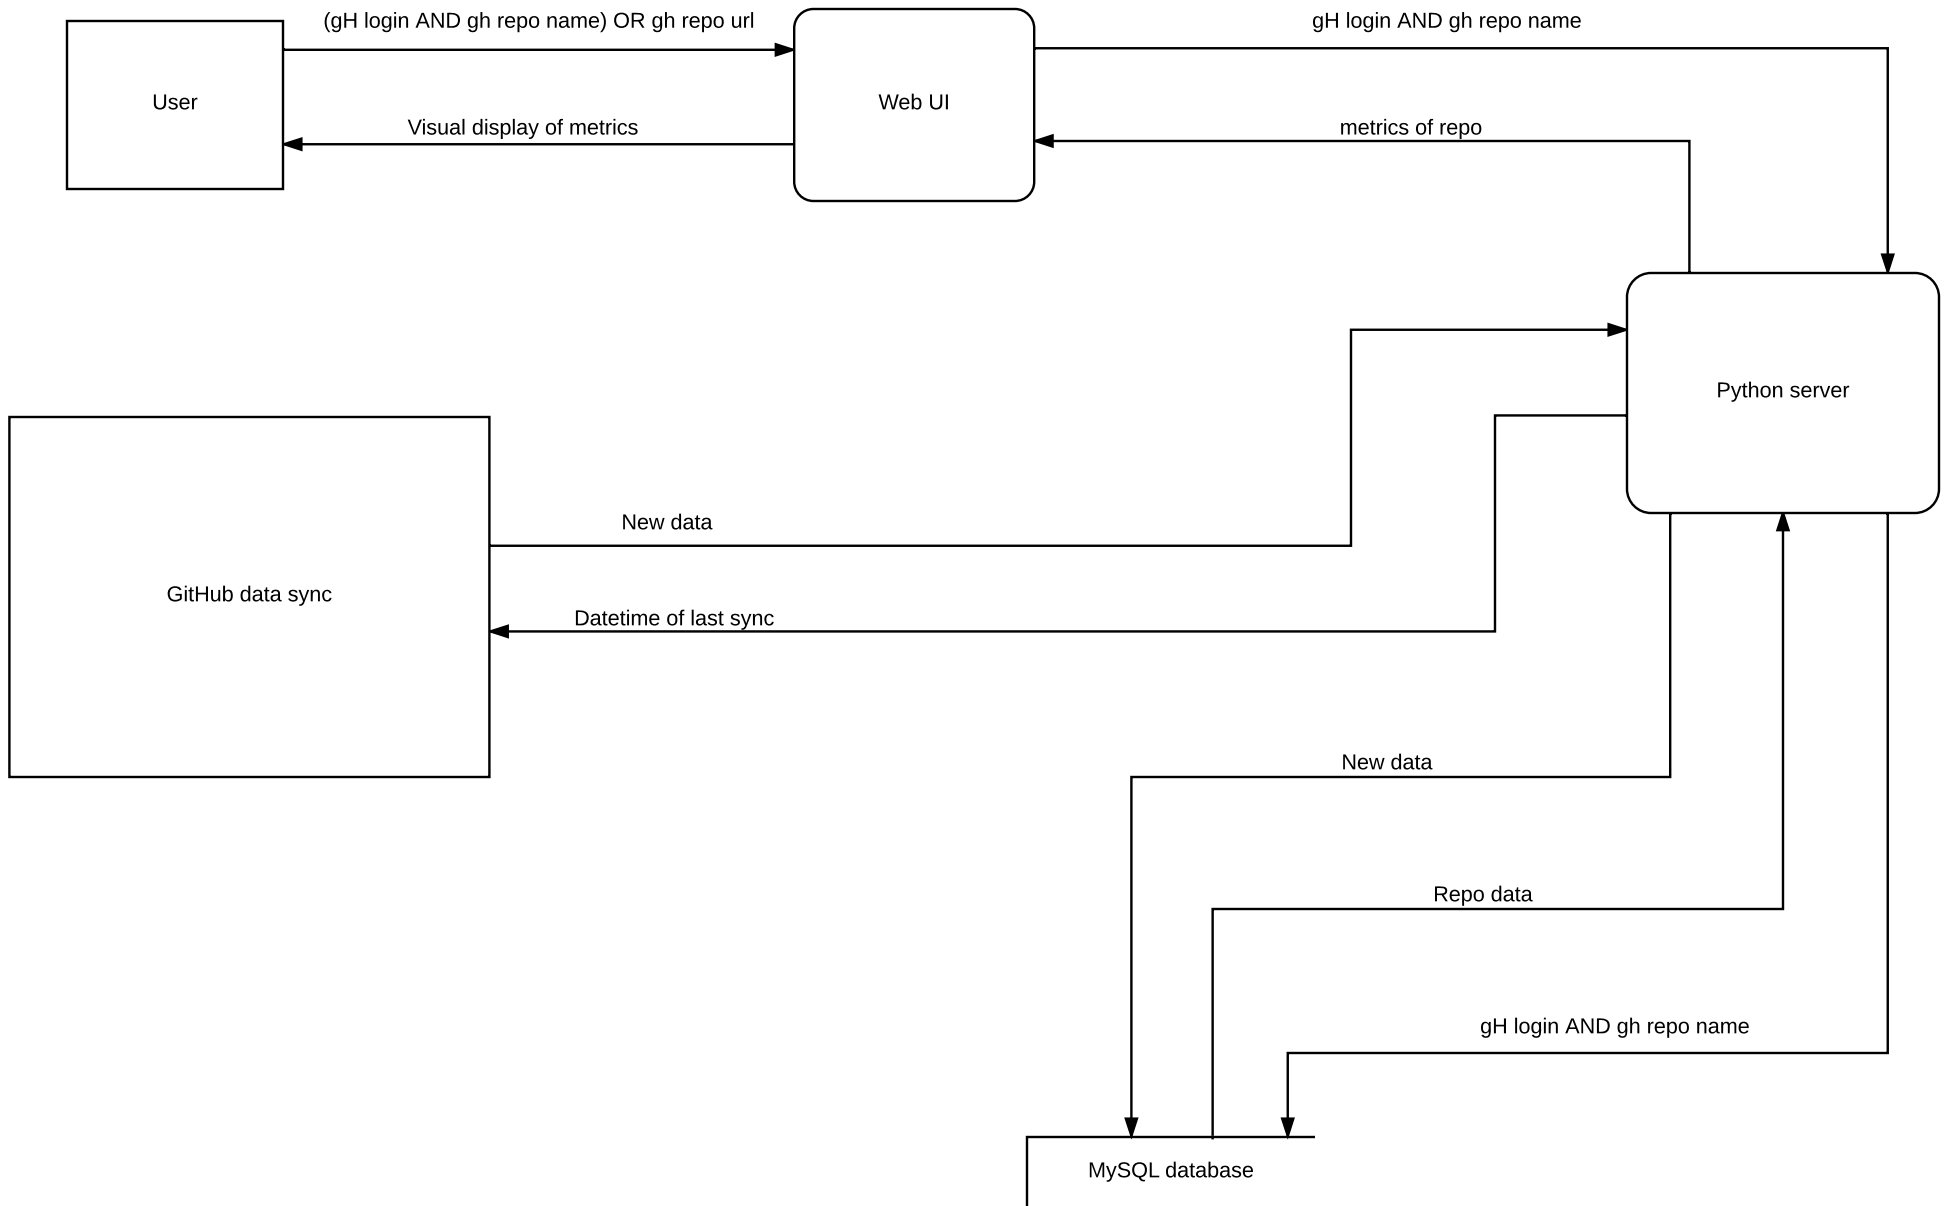 (gH login AND gh repo name) OR gh repo url
gH login AND gh repo name
User
Web UI
Visual display of metrics
metrics of repo
Python server
New data
GitHub data sync
Datetime of last sync
New data
Repo data
gH login AND gh repo name
MySQL database